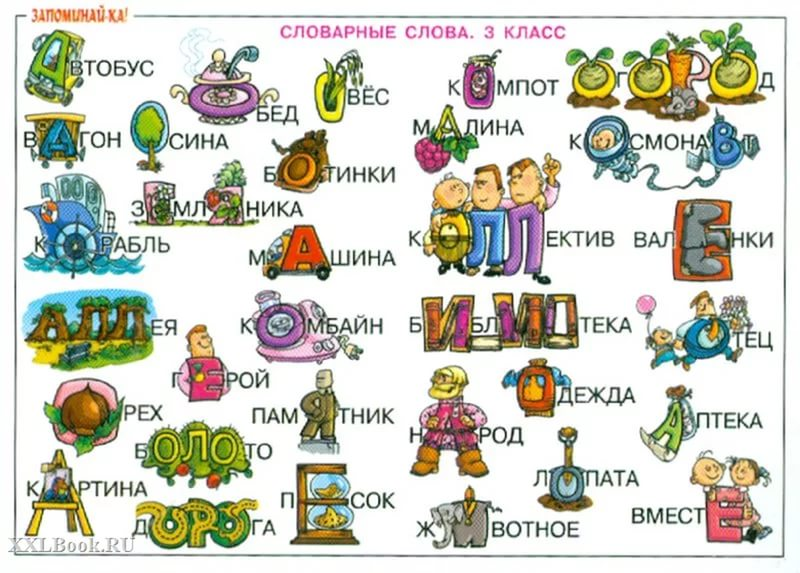 ЗАПОМИНАЙ-КА!
СЛОВАРНЫЕ СЛОВА. 3 КЛАСС
АВТОБУС
ОБЕД
ОВЁС
КОМПОТ
ОГОРОД
ВАГОН
ОСИНА
БОТИНКИ
МАЛИНА
КОСМОНАВТ
ЗЕМЛЯНИКА
КОРАБЛЬ
МАШИНА
КОЛЛЕКТИВ
ВАЛЕНКИ
АЛЛЕЯ
КОМБАЙН
БИБЛИОТЕКА
ОТЕЦ
ГЕРОЙ
ОДЕЖДА
ОРЕХ
ПАМЯТНИК
НАРОД
АПТЕКА
БОЛОТО
КАРТИНА
ПЕСОК
ЛОПАТА
ДОРОГА
ЖИВОТНОЕ
ВМЕСТЕ
XXLBook.RU